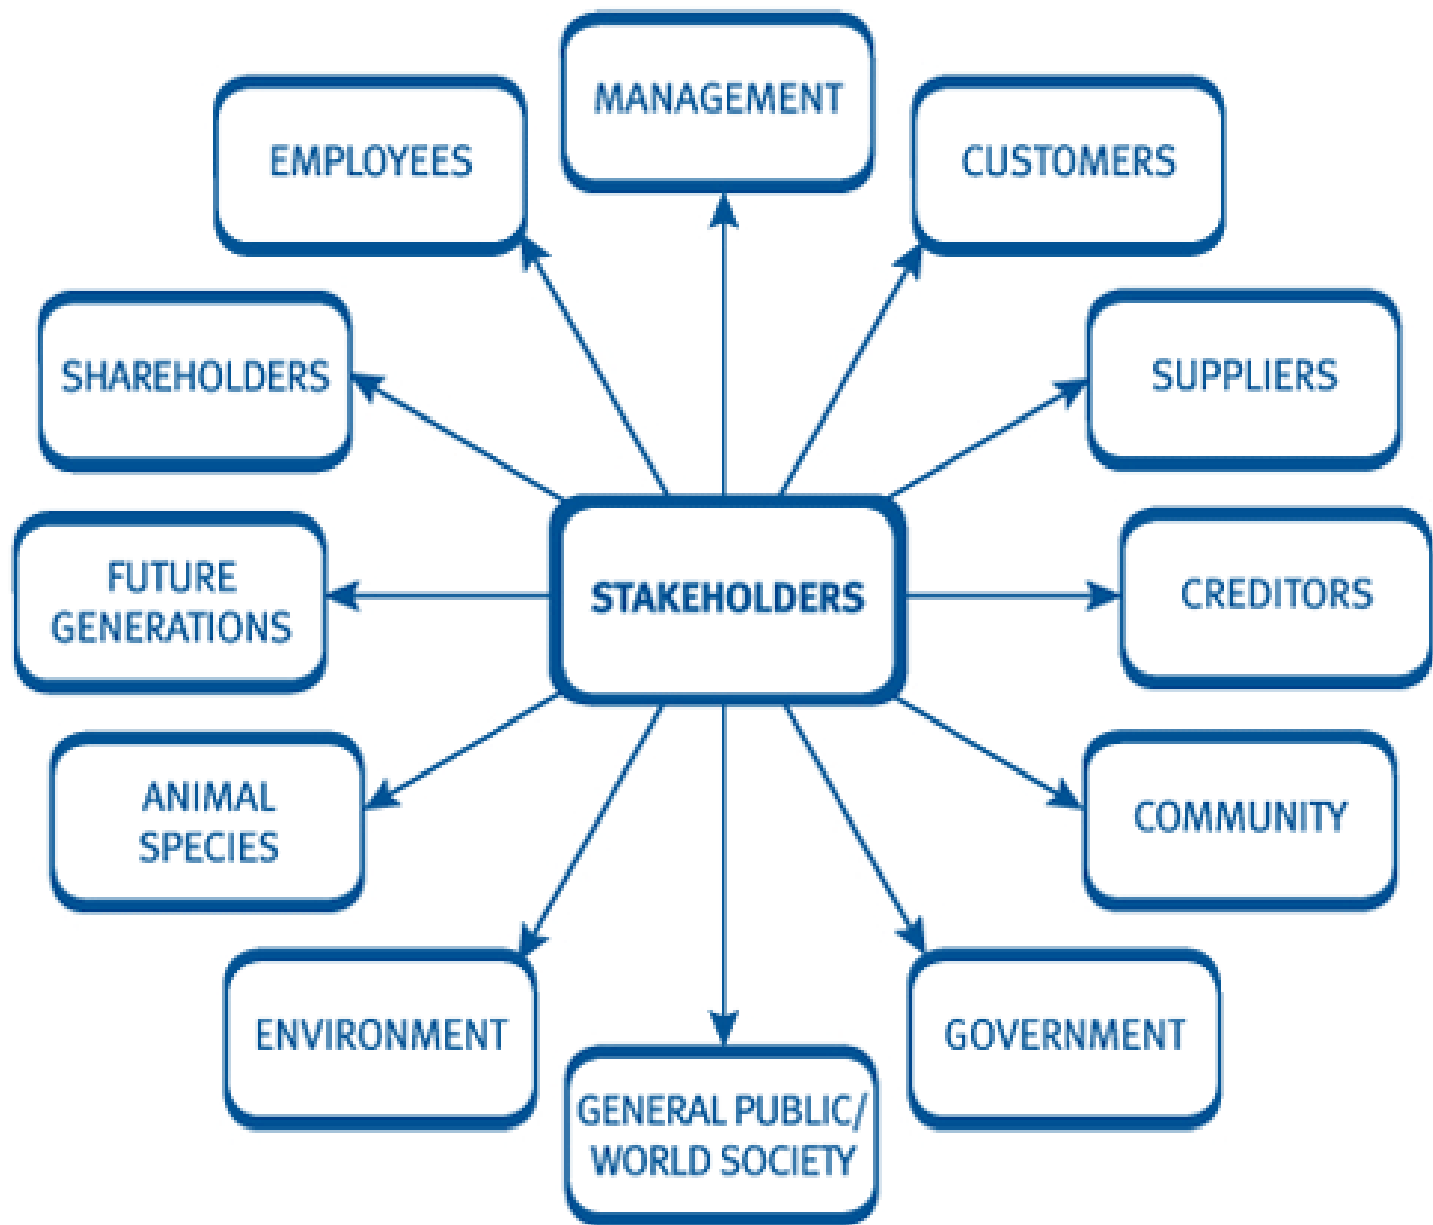 MANAGEMENT
EMPLOYEES
CUSTOMERS
SHAREHOLDERS
SUPPLIERS
FUTURE
GENERATIONS
STAKEHOLDERS
CREDITORS
ANIMAL
SPECIES
COMMUNITY
ENVIRONMENT
GOVERNMENT
GENERAL PUBLIC/
WORLD SOCIETY